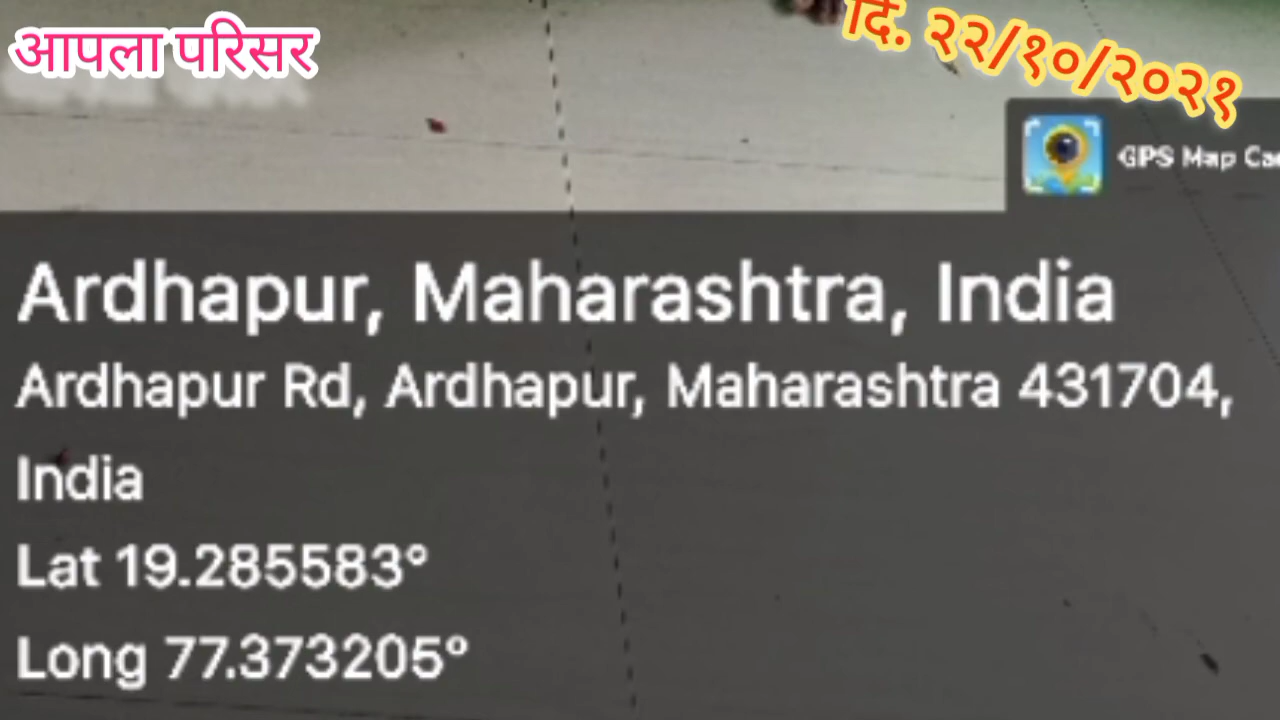 आपला परिसर
दि. २२/१०/२०२१
GPS Map
Ardhapur, Maharashtra, India
Ardhapur Rd, Ardhapur, Maharashtra 431704,
India
Lat 19.285583°
Long 77.373205°